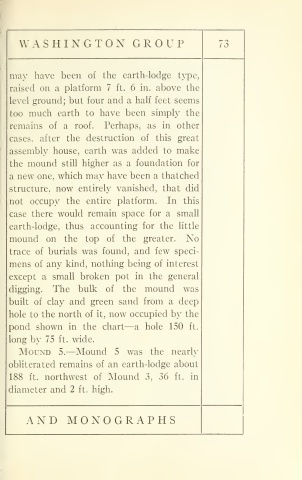 WASHINGTON GROUP 73
may have been of the earth-lodge type,
raised on a platform 7 ft. 6 in. above the
level ground; but four and a half feet seems
too much earth to have been simply the
remains of a roof. Perhaps, as in other
cases, after the destruction of this great
assembly house, earth was added to make
the mound still higher as a foundation for
a new one, which may have been a thatched
structure, now entirely vanished, that did
not occupy the entire platform. In this
case there would remain space for a small
earth-lodge, thus accounting for the little
mound on the top of the greater. No
trace of burials was found, and few speci-
mens of any kind, nothing being of interest
except a small broken pot in the general
digging. The bulk of the mound was
built of clay and green sand from a deep
hole to the north of it, now occupied by the
pond shown in the chart—a hole 150 ft.
long by 75 ft. wide.
MOUND 5.—Mound 5 was the nearly
obliterated remains of an earth-lodge about
188 ft. northwest of Mound 3, 36 ft. in
diameter and 2 ft. high.
AND MONOGRAPHS